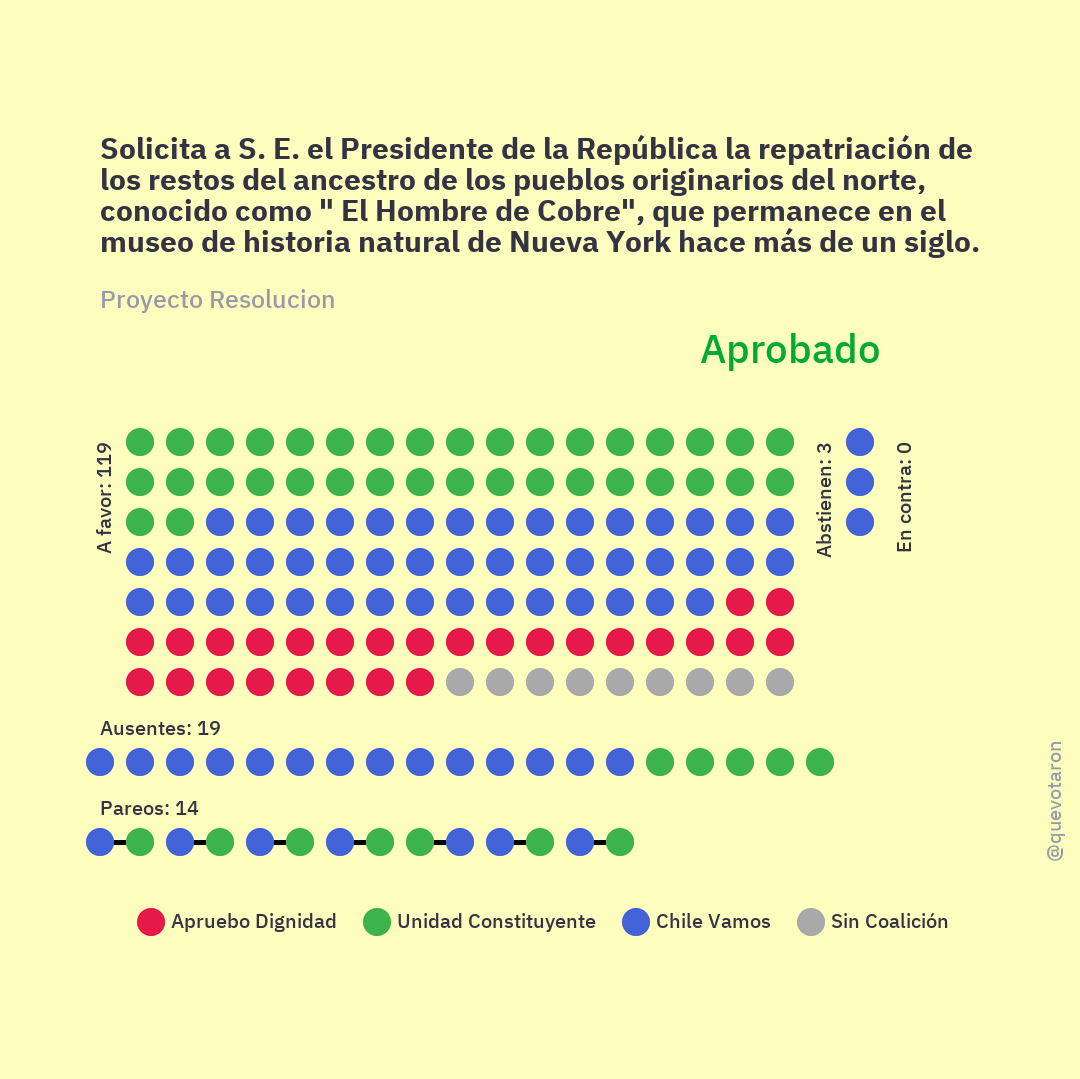 Solicita a S. E. el Presidente de la República la repatriación de
los restos del ancestro de los pueblos originarios del norte,
conocido como " El Hombre de Cobre", que permanece en el
museo de historia natural de Nueva York hace más de un siglo.
Proyecto Resolucion
Aprobado
A favor: 119
Abstienen: 3
En contra: 0
Ausentes: 19
Pareos: 14
@quevotaron
Apruebo Dignidad
Unidad Constituyente
Chile Vamos
Sin Coalición